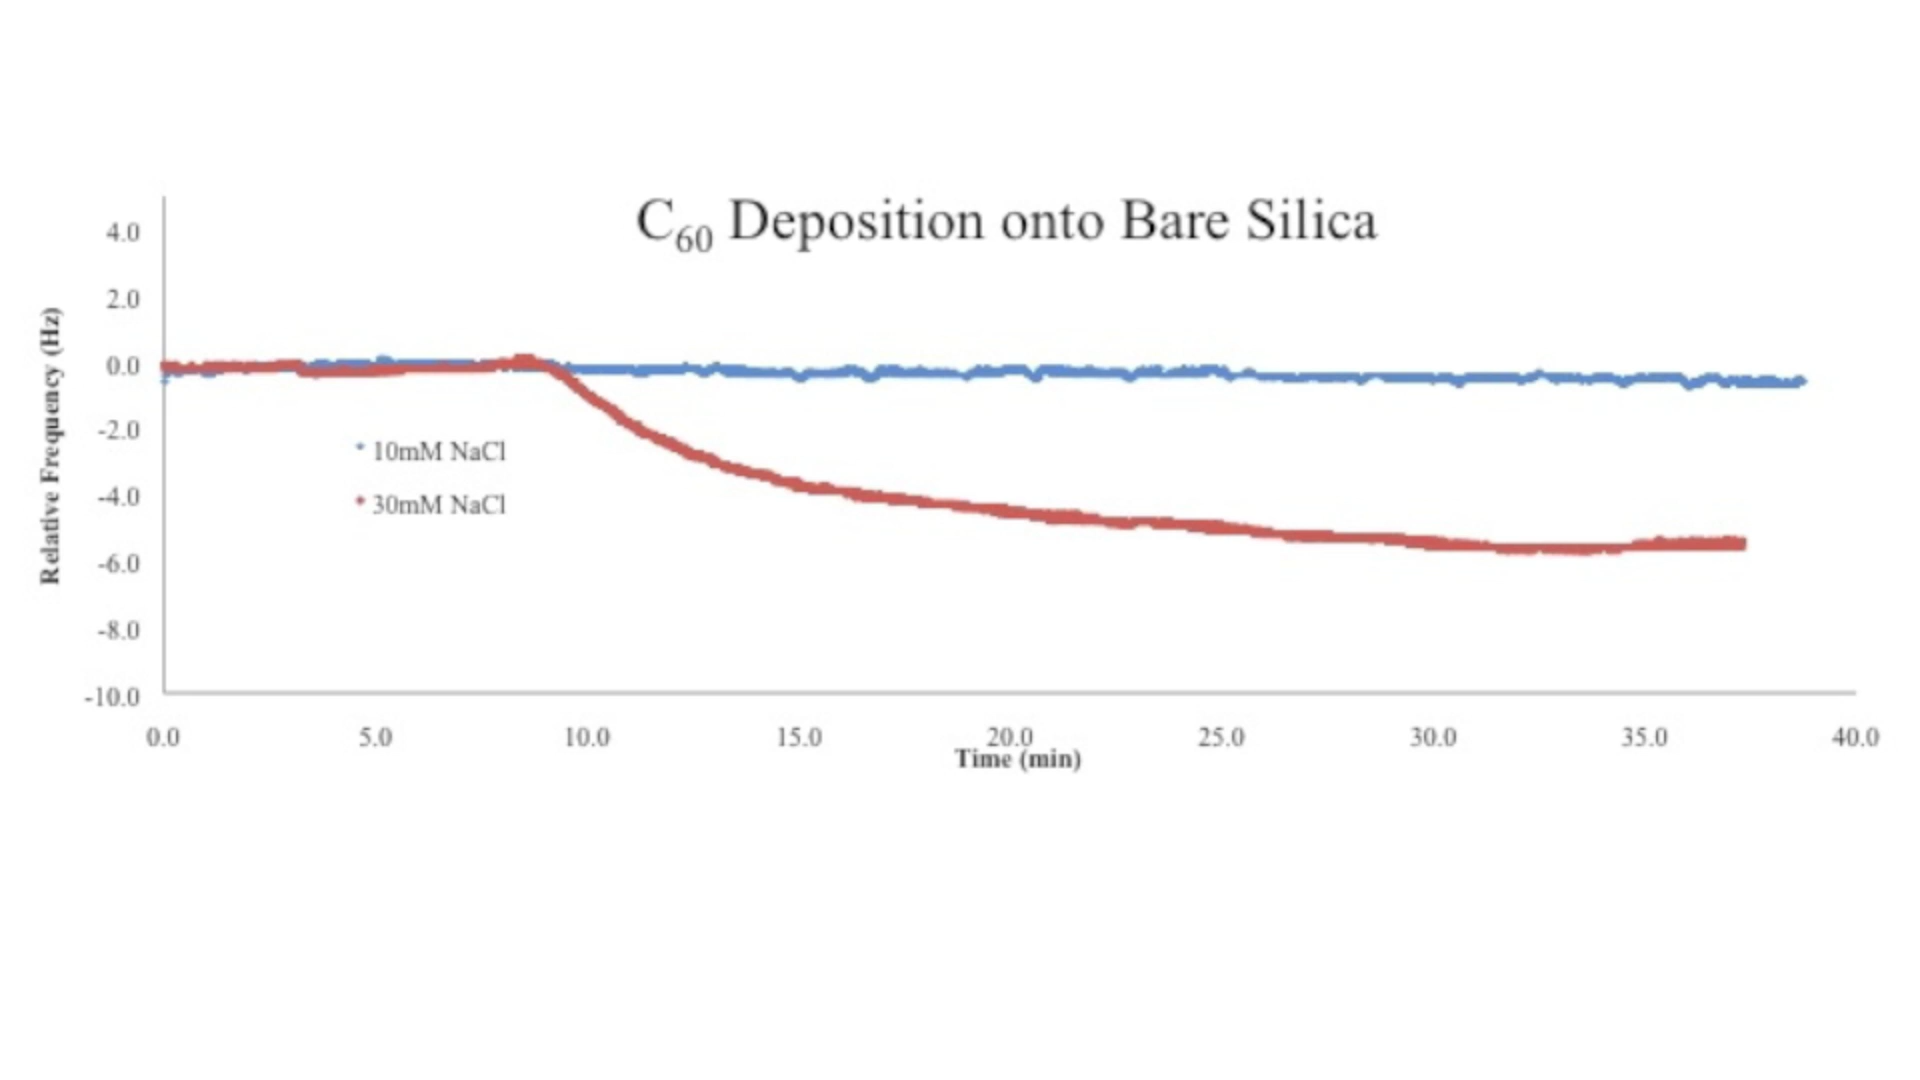 C60 Deposition onto Bare Silica
Relative Frequency (Hz)
4.0
2.0
0.0
-2.0
-4.0
-6.0
-8.0
-10.0
10mM NaCl
30mM NaCl
0.0 5.0 10.0 15.0 20.0 25.0 30.0 35.0 40.0
Time (min)